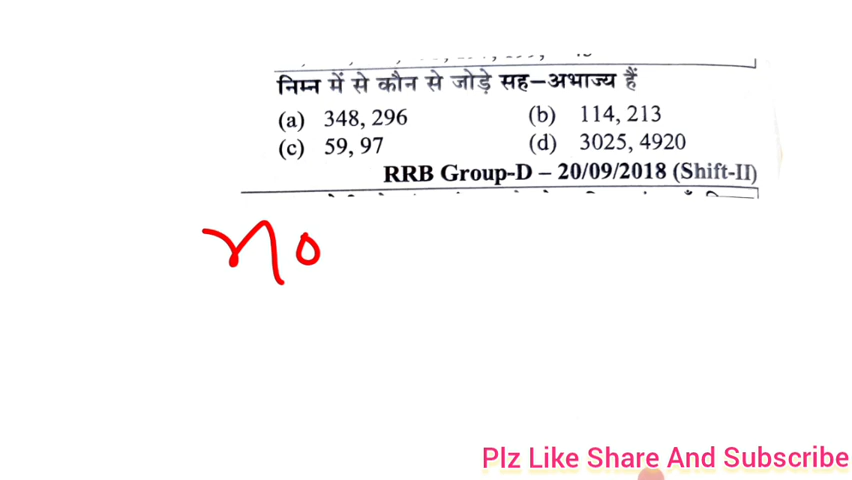 निम्न में से कौन से जोड़े सह-अभाज्य हैं
(a) 348, 296 (b) 114, 213
(c) 59, 97 (d) 3025, 4920
RRB Group-D – 20/09/2018 (Shift-II)
no
Plz Like Share And Subscribe